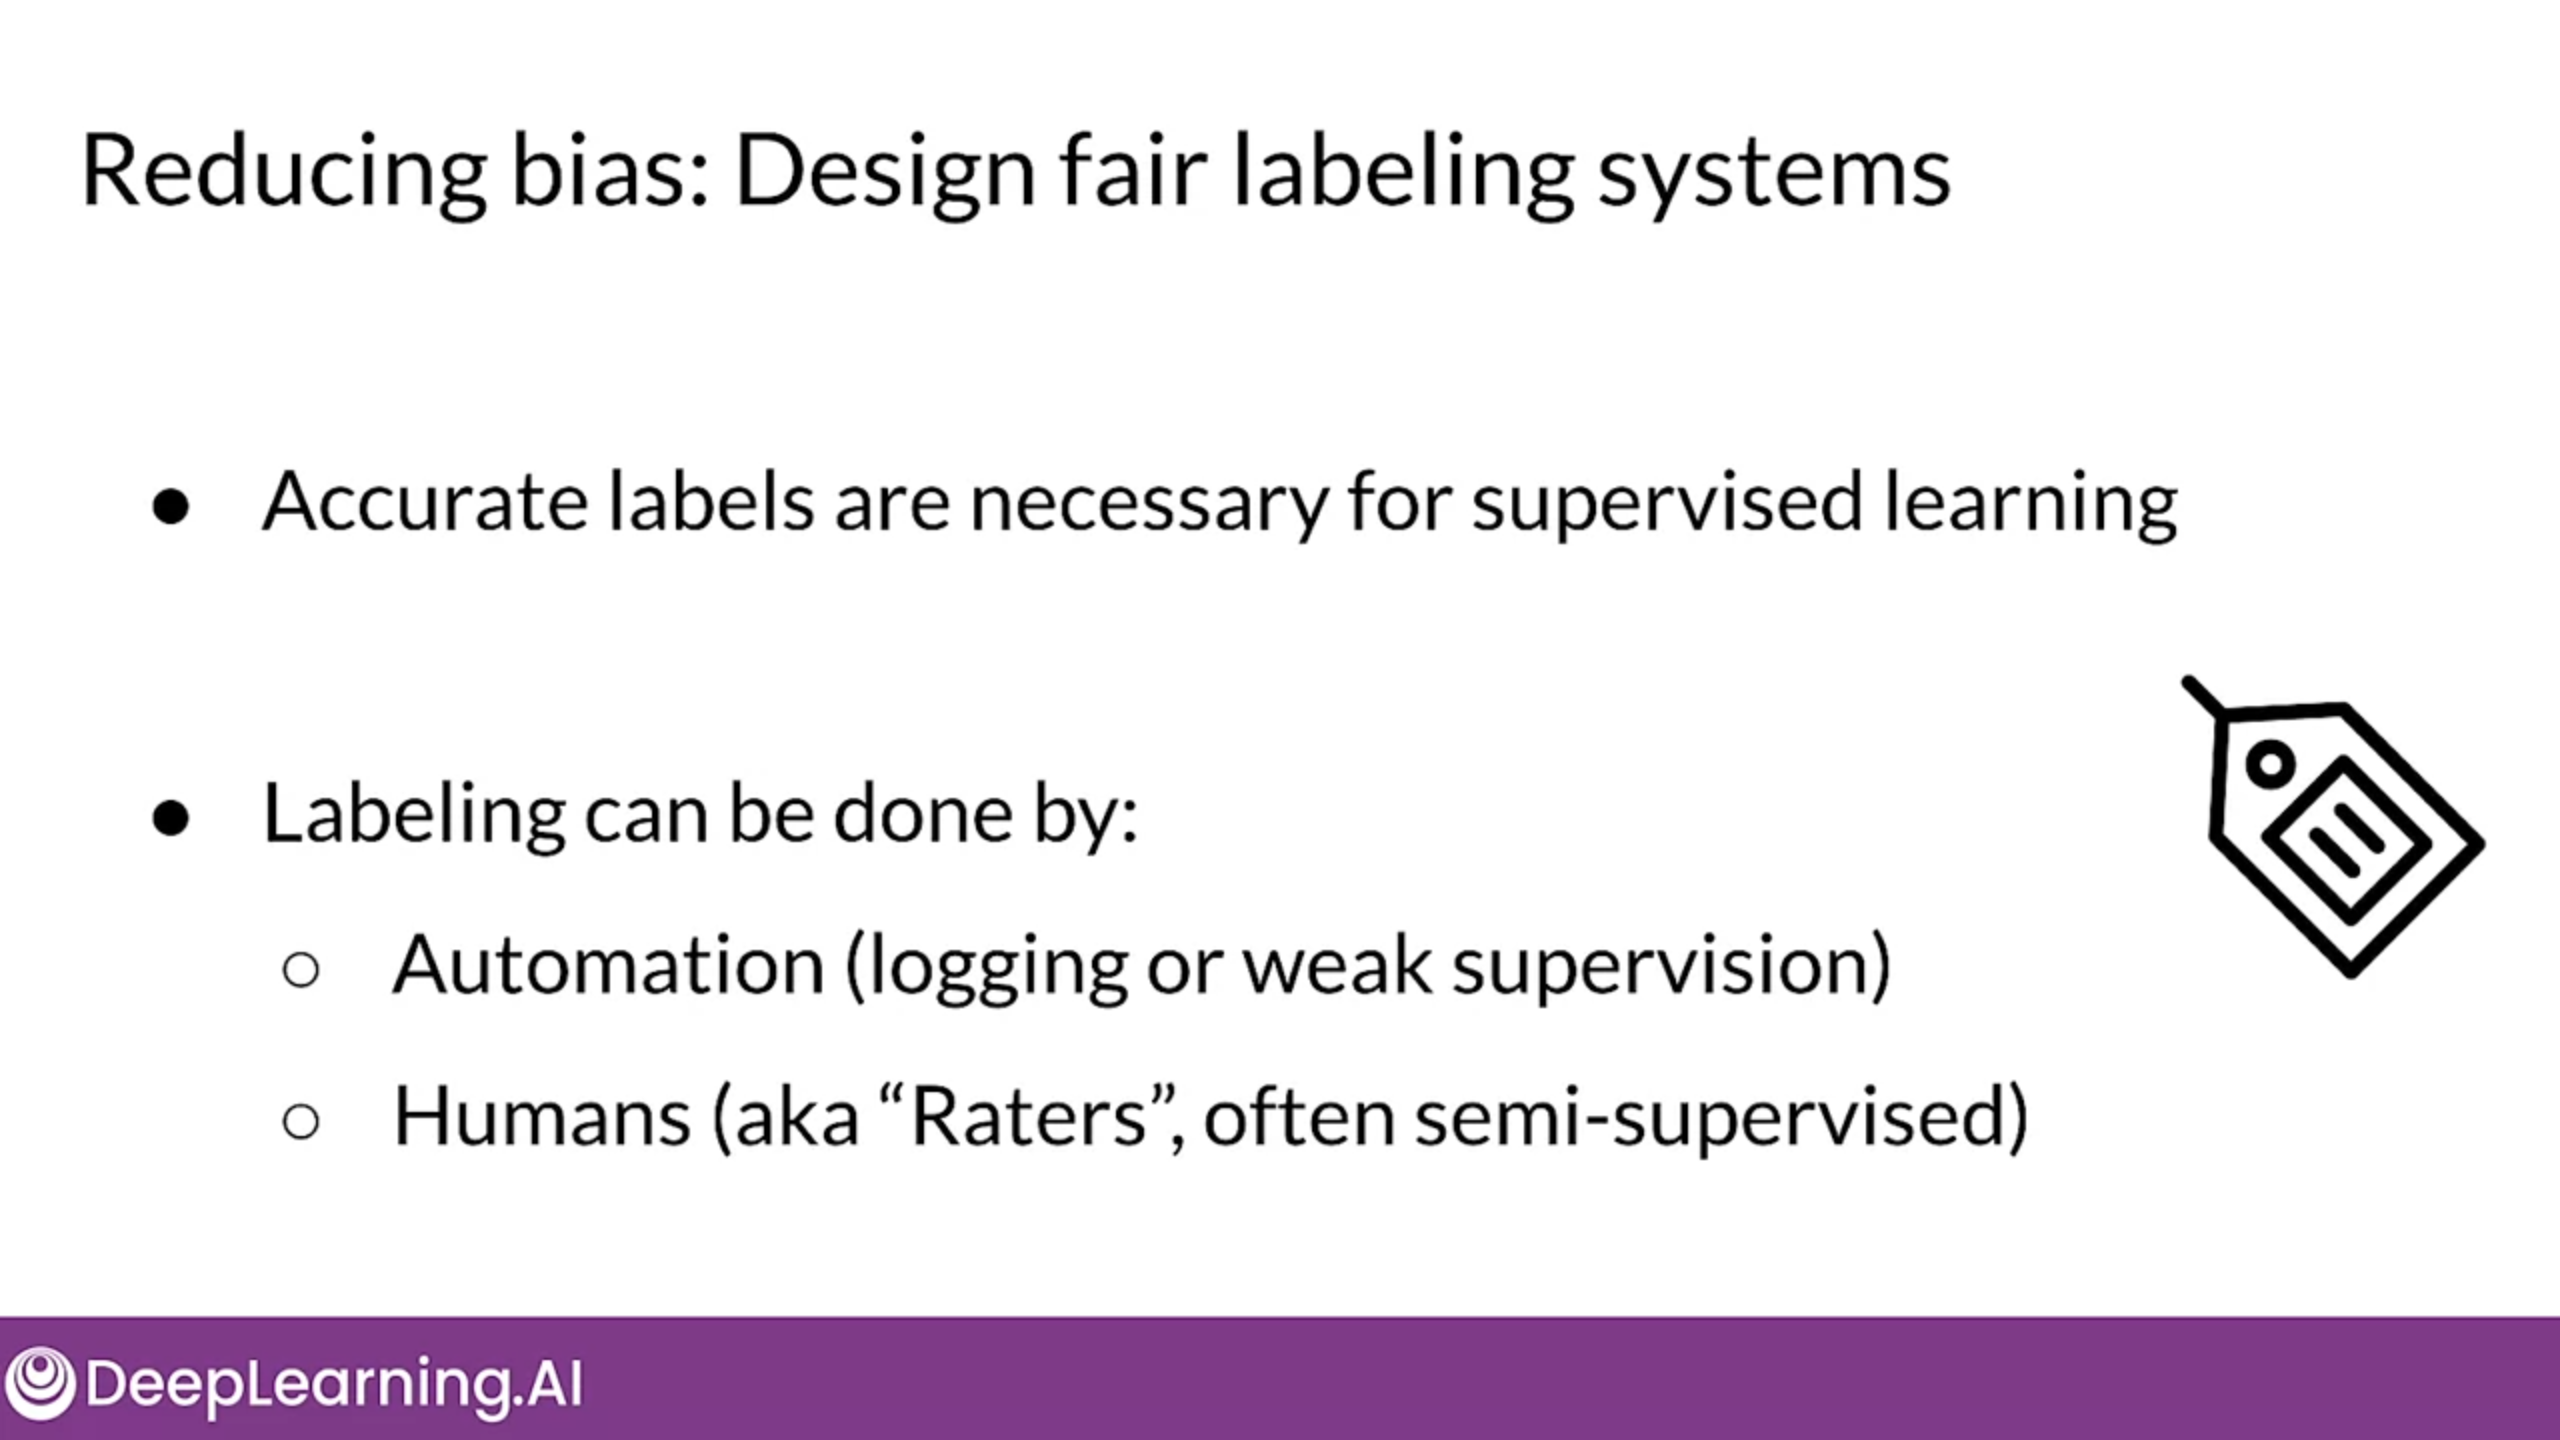 Reducing bias: Design fair labeling systems
● Accurate labels are necessary for supervised learning
● Labeling can be done by:
○ Automation (logging or weak supervision)
○ Humans (aka “Raters”, often semi-supervised)
DeepLearning.AI